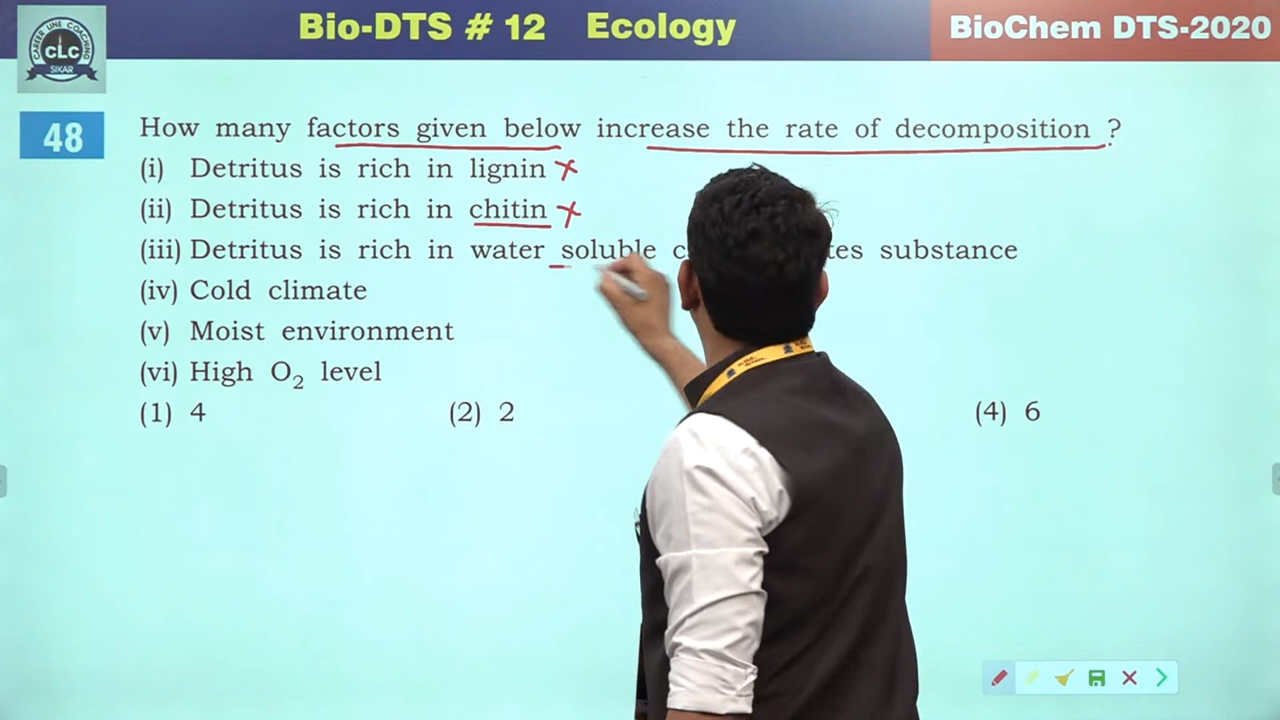 Bio-DTS # 12 Ecology
BioChem DTS-2020
CAREER LINE COACHING
CLC
SIKAR
48
How many factors given below increase the rate of decomposition ?
(i) Detritus is rich in lignin
(ii) Detritus is rich in chitin
(iii) Detritus is rich in water soluble substance
(iv) Cold climate
(v) Moist environment
(vi) High O₂ level
(1) 4 (2) 2 (4) 6